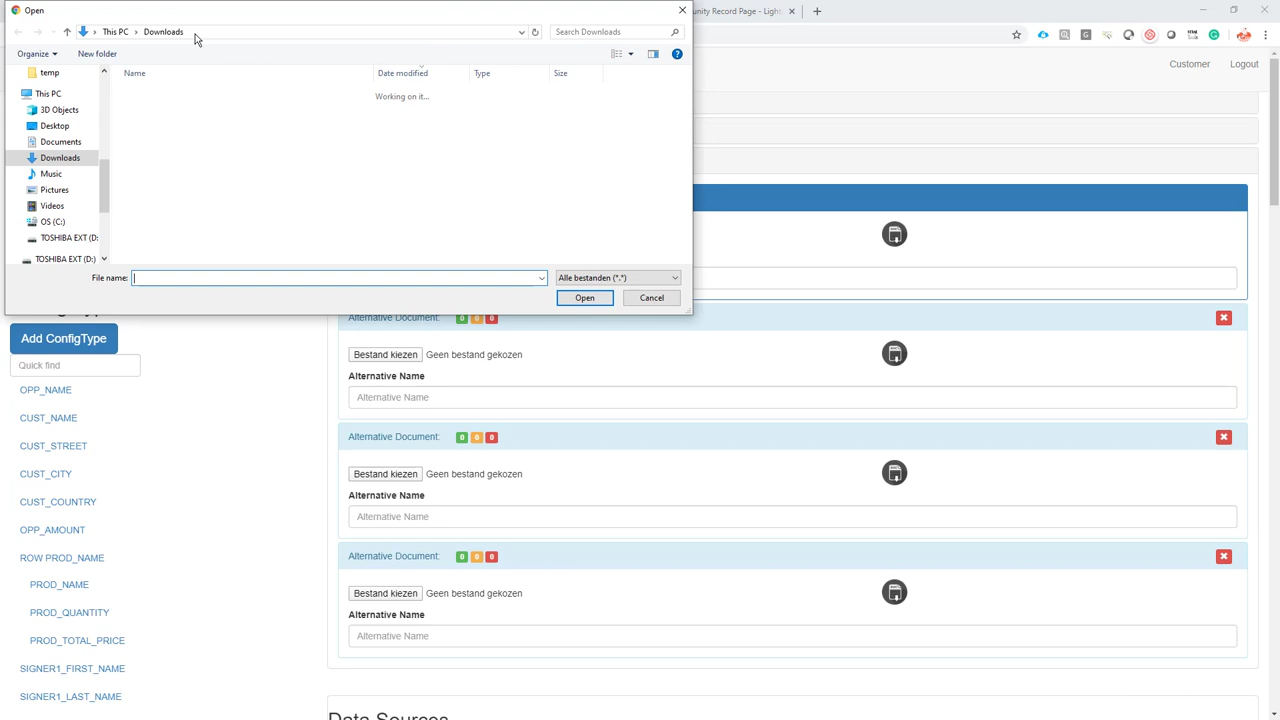 Open
unity Record Page - Light
This PC > Downloads
Search Downloads
Organize
New folder
Name
Date modified
Type
Size
Working on it...
temp
This PC
3D Objects
Desktop
Documents
Downloads
Music
Pictures
Videos
OS (C:)
TOSHIBA EXT (D:
TOSHIBA EXT (D:)
File name:
Alle bestanden (*.*)
Open
Cancel
Customer
Logout
Add ConfigType
Quick find
OPP_NAME
CUST_NAME
CUST_STREET
CUST_CITY
CUST_COUNTRY
OPP_AMOUNT
ROW PROD_NAME
PROD_NAME
PROD_QUANTITY
PROD_TOTAL_PRICE
SIGNER1_FIRST_NAME
SIGNER1_LAST_NAME
Alternative Document: 0 0 0
Bestand kiezen Geen bestand gekozen
Alternative Name
Alternative Name
Alternative Document: 0 0 0
Bestand kiezen Geen bestand gekozen
Alternative Name
Alternative Name
Alternative Document: 0 0 0
Bestand kiezen Geen bestand gekozen
Alternative Name
Alternative Name
Data Sources